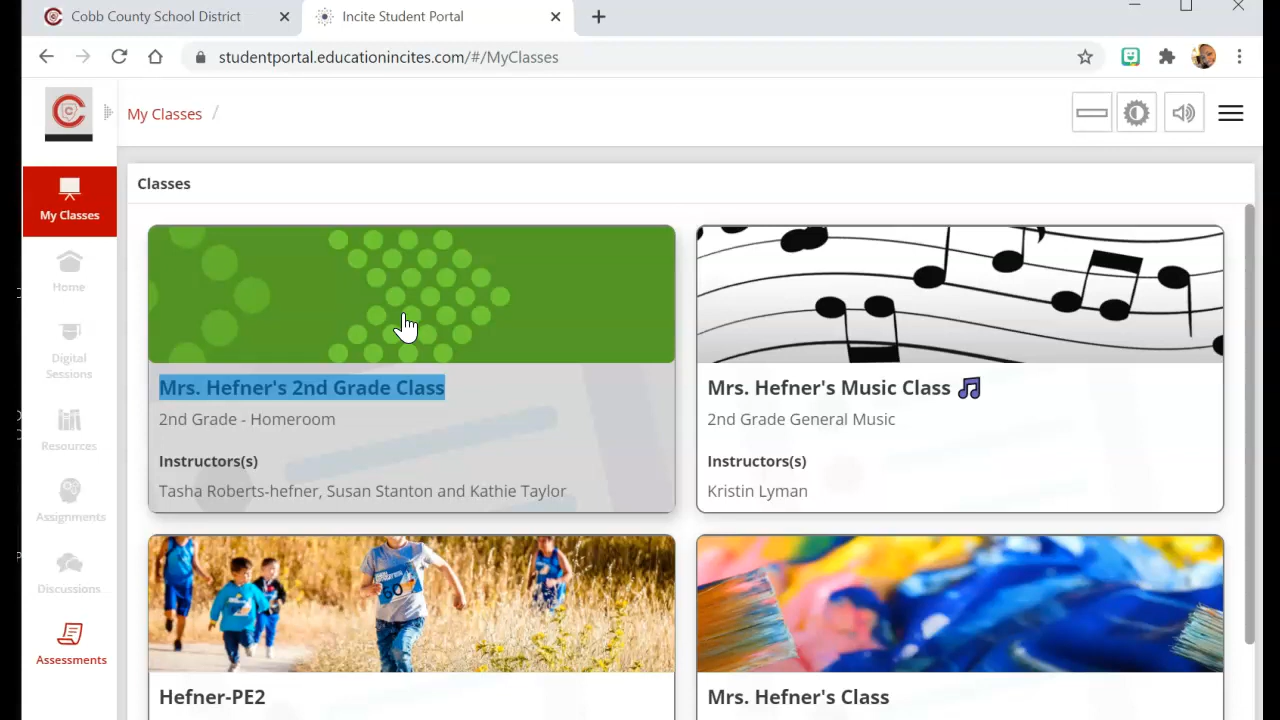 Cobb County School District
Incite Student Portal
studentportal.educationincites.com/#/MyClasses
My Classes /
My Classes
Home
Digital
Sessions
Resources
Assignments
Discussions
Assessments
Classes
Mrs. Hefner's 2nd Grade Class
2nd Grade - Homeroom
Instructors(s)
Tasha Roberts-hefner, Susan Stanton and Kathie Taylor
Mrs. Hefner's Music Class 🎵
2nd Grade General Music
Instructors(s)
Kristin Lyman
60
Hefner-PE2
Mrs. Hefner's Class